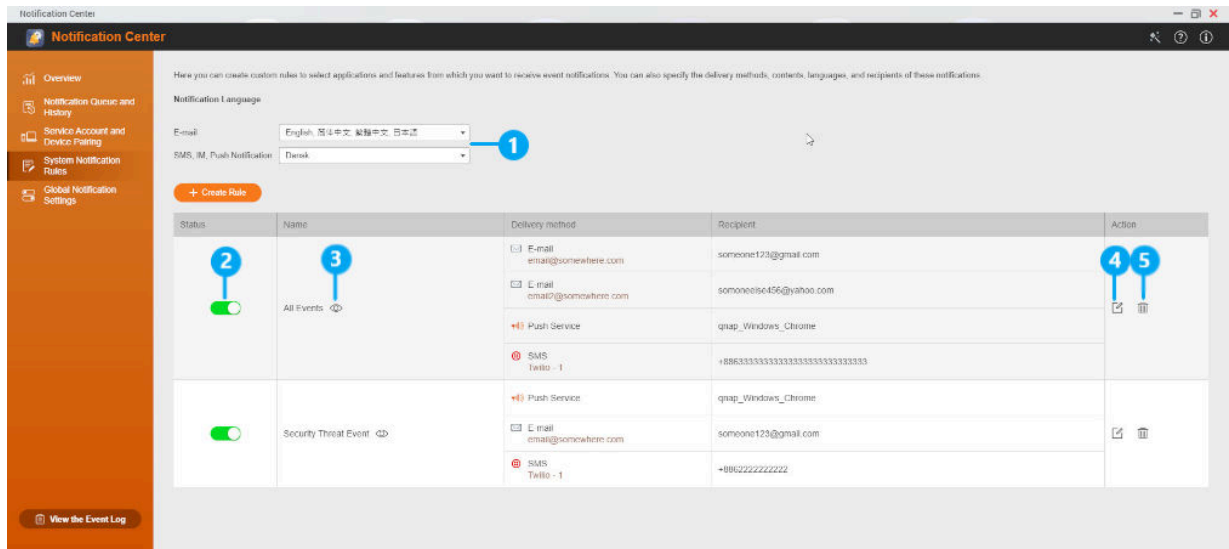 Notification Center
Notification Center
Overview
Notification Queue and
History
Service Account and
Device Pairing
System Notification
Rules
Global Notification
Settings
View the Event Log
Here you can create custom rules to select applications and features from which you want to receive event notifications. You can also specify the delivery methods, contents, languages, and recipients of these notifications.
Notification Language
E-mail English, 简体中文, 繁體中文, 日本語
1
SMS, IM, Push Notification Dansk
+ Create Rule
Status Name Delivery method Recipient Action
2 3 4 5
E-mail
email@somewhere.com
someone123@gmail.com
E-mail
email2@somewhere.com
somoneelse456@yahoo.com
All Events
Push Service qnap_Windows_Chrome
SMS
Twilio - 1
Push Service qnap_Windows_Chrome
Security Threat Event
E-mail
email@somewhere.com
someone123@gmail.com
SMS
Twilio - 1
+8862222222222